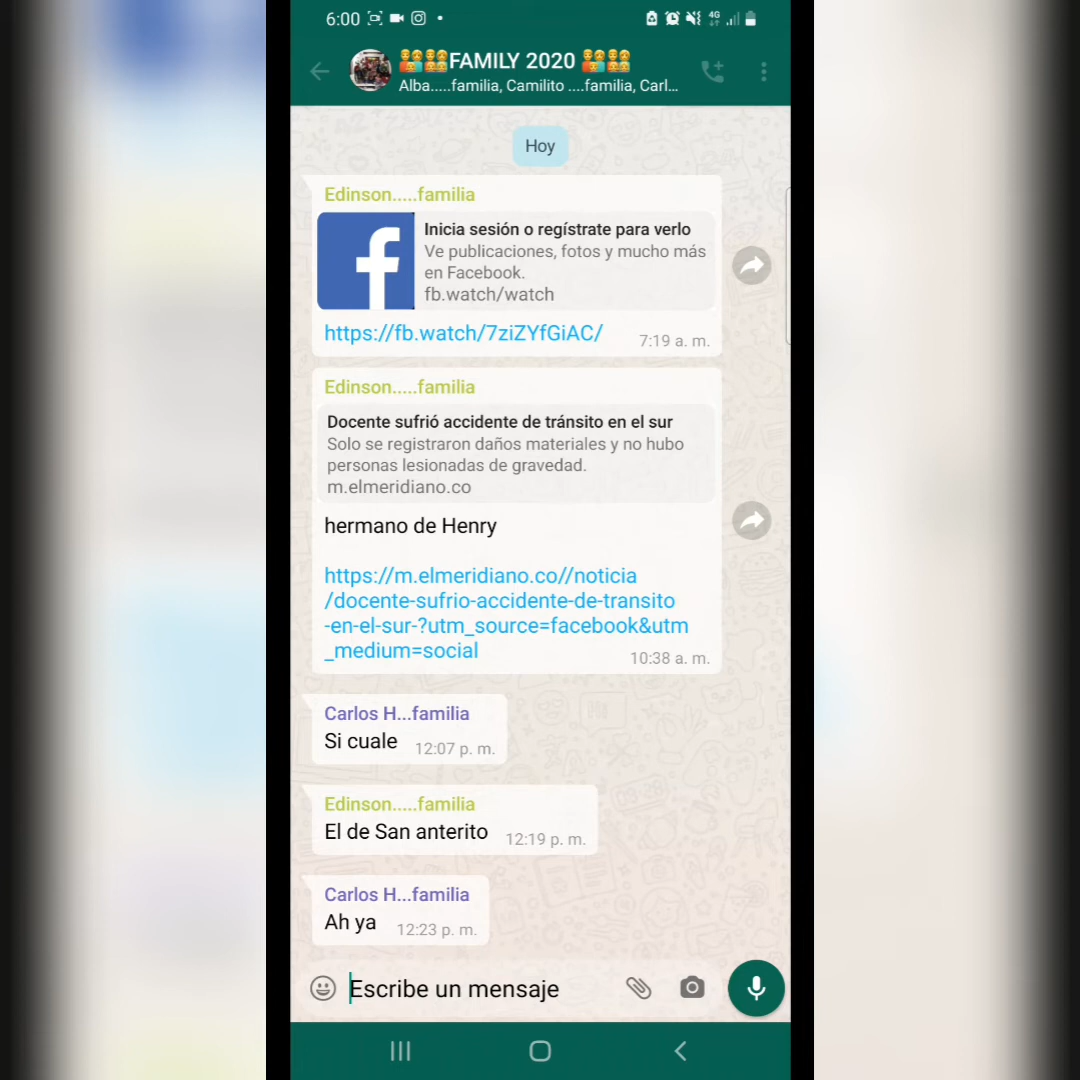 6:00
4G
FAMILY 2020
Alba.....familia, Camilito ....familia, Carl...
Hoy
Edinson.....familia
Inicia sesión o regístrate para verlo
Ve publicaciones, fotos y mucho más
en Facebook.
fb.watch/watch
https://fb.watch/7ziZYfGiAC/
7:19 a. m.
Edinson.....familia
Docente sufrió accidente de tránsito en el sur
Solo se registraron daños materiales y no hubo
personas lesionadas de gravedad.
m.elmeridiano.co
hermano de Henry
https://m.elmeridiano.co//noticia
/docente-sufrio-accidente-de-transito
-en-el-sur-?utm_source=facebook&utm
_medium=social
10:38 a. m.
Carlos H...familia
Si cuale 12:07 p. m.
Edinson.....familia
El de San anterito 12:19 p. m.
Carlos H...familia
Ah ya 12:23 p. m.
Escribe un mensaje